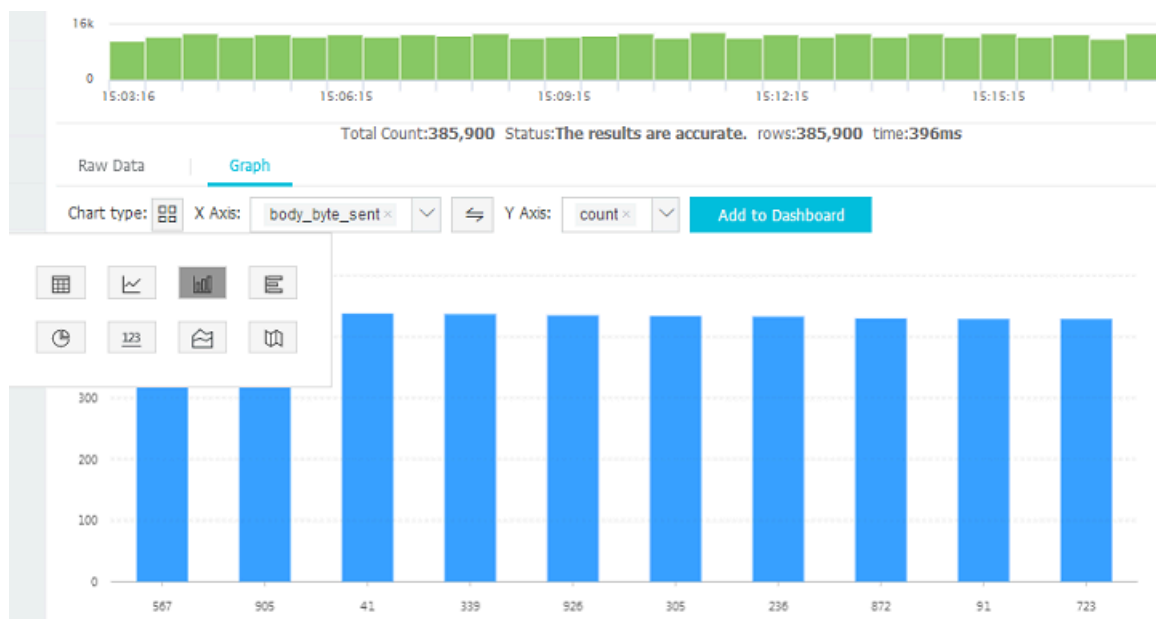 16k
0
15:03:16 15:06:15 15:09:15 15:12:15 15:15:15
Total Count:385,900 Status:The results are accurate. rows:385,900 time:396ms
Raw Data Graph
Chart type: X Axis: body_byte_sent × Y Axis: count × Add to Dashboard
123
300
200
100
0
567 905 41 339 926 305 236 872 91 723